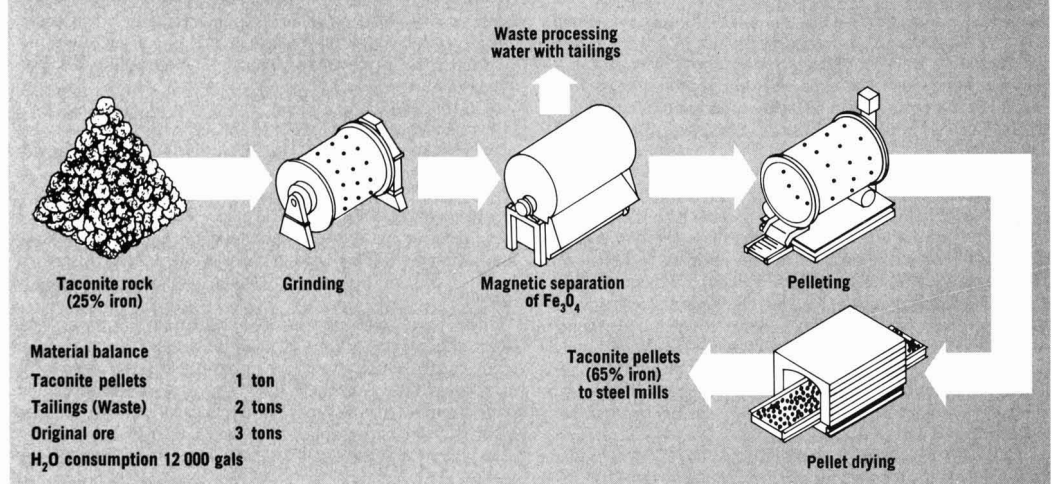 Waste processing
water with tailings
Taconite rock
(25% iron)
Grinding
Magnetic separation
of Fe₃O₄
Pelleting
Material balance
Taconite pellets 1 ton
Tailings (Waste) 2 tons
Original ore 3 tons
H₂O consumption 12 000 gals
Taconite pellets
(65% iron)
to steel mills
Pellet drying